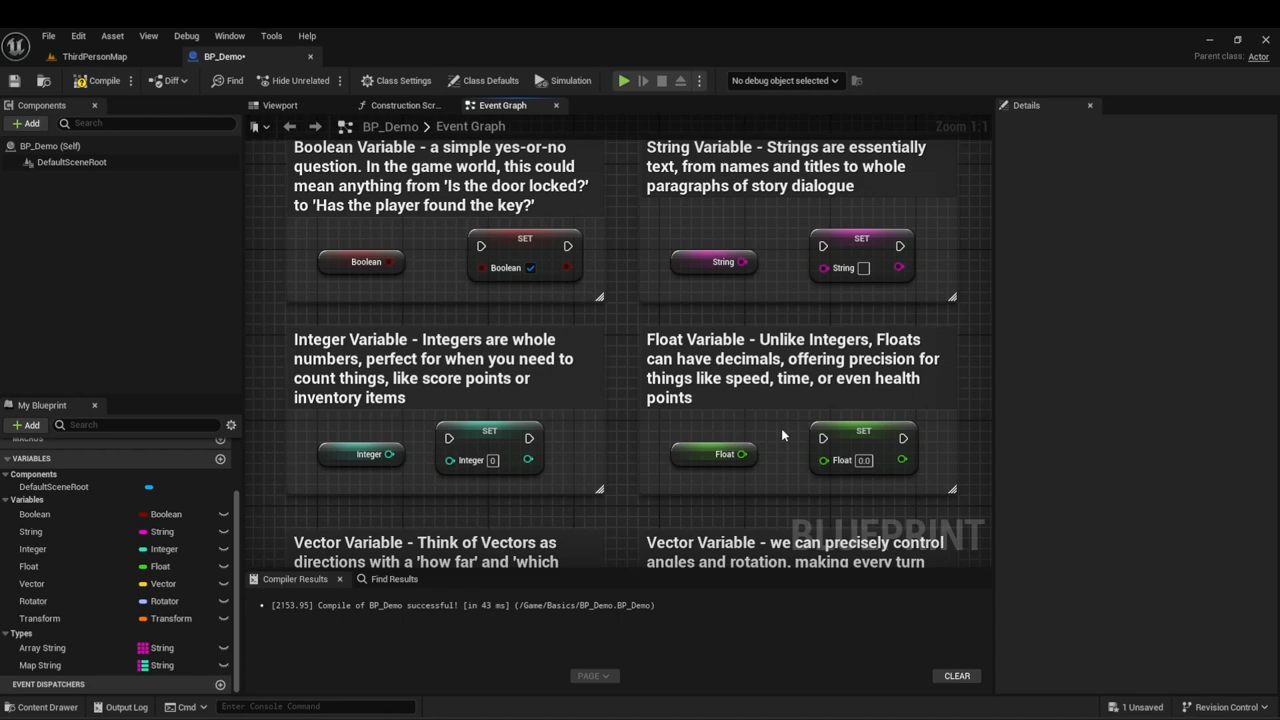 File Edit Asset View Debug Window Tools Help
ThirdPersonMap
BP_Demo•
Parent class: Actor
Compile
Diff
Find
Hide Unrelated
Class Settings
Class Defaults
Simulation
No debug object selected
Components
Add
Search
BP_Demo (Self)
DefaultSceneRoot
Viewport
Construction Scr...
Event Graph
BP_Demo > Event Graph
Zoom 1:1
Boolean Variable - a simple yes-or-no
question. In the game world, this could
mean anything from 'Is the door locked?'
to 'Has the player found the key?'
Boolean
SET
Boolean
String Variable - Strings are essentially
text, from names and titles to whole
paragraphs of story dialogue
String
SET
String
Integer Variable - Integers are whole
numbers, perfect for when you need to
count things, like score points or
inventory items
Integer
SET
Integer 0
Float Variable - Unlike Integers, Floats
can have decimals, offering precision for
things like speed, time, or even health
points
Float
SET
Float 0.0
Vector Variable - Think of Vectors as
directions with a 'how far' and 'which
Vector Variable - we can precisely control
angles and rotation, making every turn
BLUEPRINT
Details
My Blueprint
Add
Search
MACROS
VARIABLES
Components
DefaultSceneRoot
Variables
Boolean Boolean
String String
Integer Integer
Float Float
Vector Vector
Rotator Rotator
Transform Transform
Types
Array String String
Map String String
EVENT DISPATCHERS
Compiler Results
Find Results
• [2153.95] Compile of BP_Demo successful! [in 43 ms] (/Game/Basics/BP_Demo.BP_Demo)
PAGE
CLEAR
Content Drawer
Output Log
Cmd
Enter Console Command
1 Unsaved
Revision Control